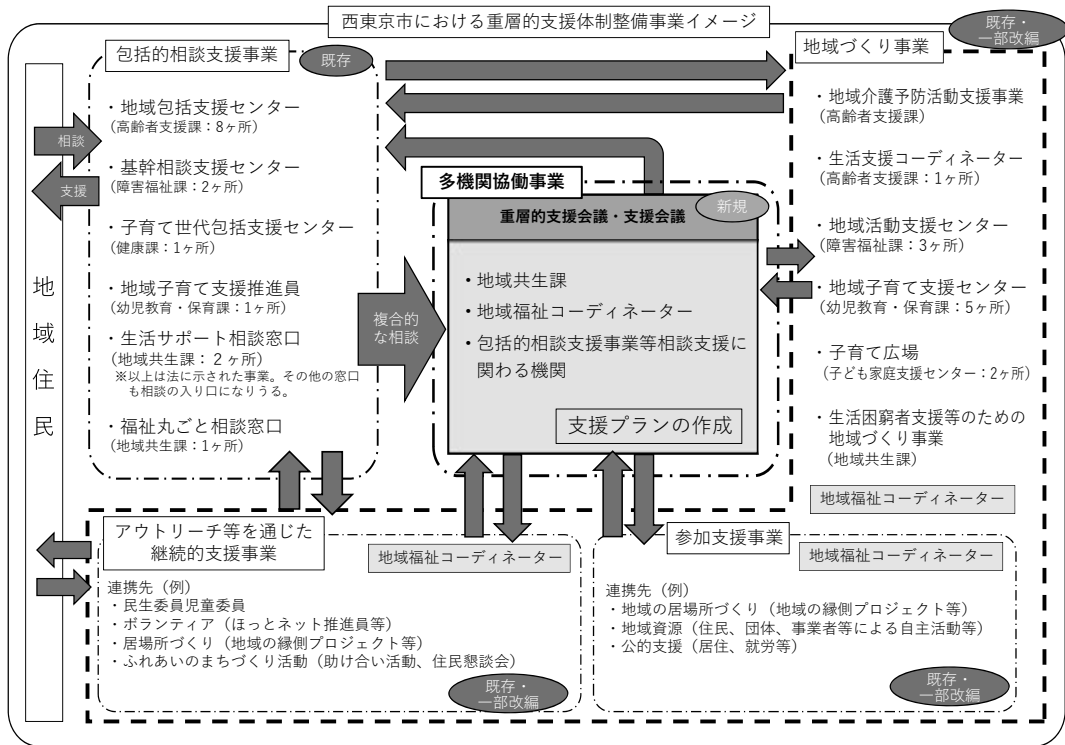 西東京市における重層的支援体制整備事業イメージ
地域住民
相談
支援
包括的相談支援事業
既存
・地域包括支援センター
(高齢者支援課：8ヶ所)
・基幹相談支援センター
(障害福祉課：2ヶ所)
・子育て世代包括支援センター
(健康課：1ヶ所)
・地域子育て支援推進員
(幼児教育・保育課：1ヶ所)
・生活サポート相談窓口
(地域共生課：２ヶ所)
※以上は法に示された事業。その他の窓口
も相談の入り口になりうる。
・福祉丸ごと相談窓口
(地域共生課：1ヶ所)
複合的
な相談
多機関協働事業
重層的支援会議・支援会議
新規
・地域共生課
・地域福祉コーディネーター
・包括的相談支援事業等相談支援に
関わる機関
支援プランの作成
地域づくり事業
既存・
一部改編
・地域介護予防活動支援事業
(高齢者支援課)
・生活支援コーディネーター
(高齢者支援課：1ヶ所)
・地域活動支援センター
(障害福祉課：3ヶ所)
・地域子育て支援センター
(幼児教育・保育課：5ヶ所)
・子育て広場
(子ども家庭支援センター：2ヶ所)
・生活困窮者支援等のための
地域づくり事業
(地域共生課)
地域福祉コーディネーター
アウトリーチ等を通じた
継続的支援事業
地域福祉コーディネーター
連携先（例）
・民生委員児童委員
・ボランティア（ほっとネット推進員等）
・居場所づくり（地域の縁側プロジェクト等）
・ふれあいのまちづくり活動（助け合い活動、住民懇談会）
既存・
一部改編
参加支援事業
地域福祉コーディネーター
連携先（例）
・地域の居場所づくり（地域の縁側プロジェクト等）
・地域資源（住民、団体、事業者等による自主活動等）
・公的支援（居住、就労等）
既存・
一部改編